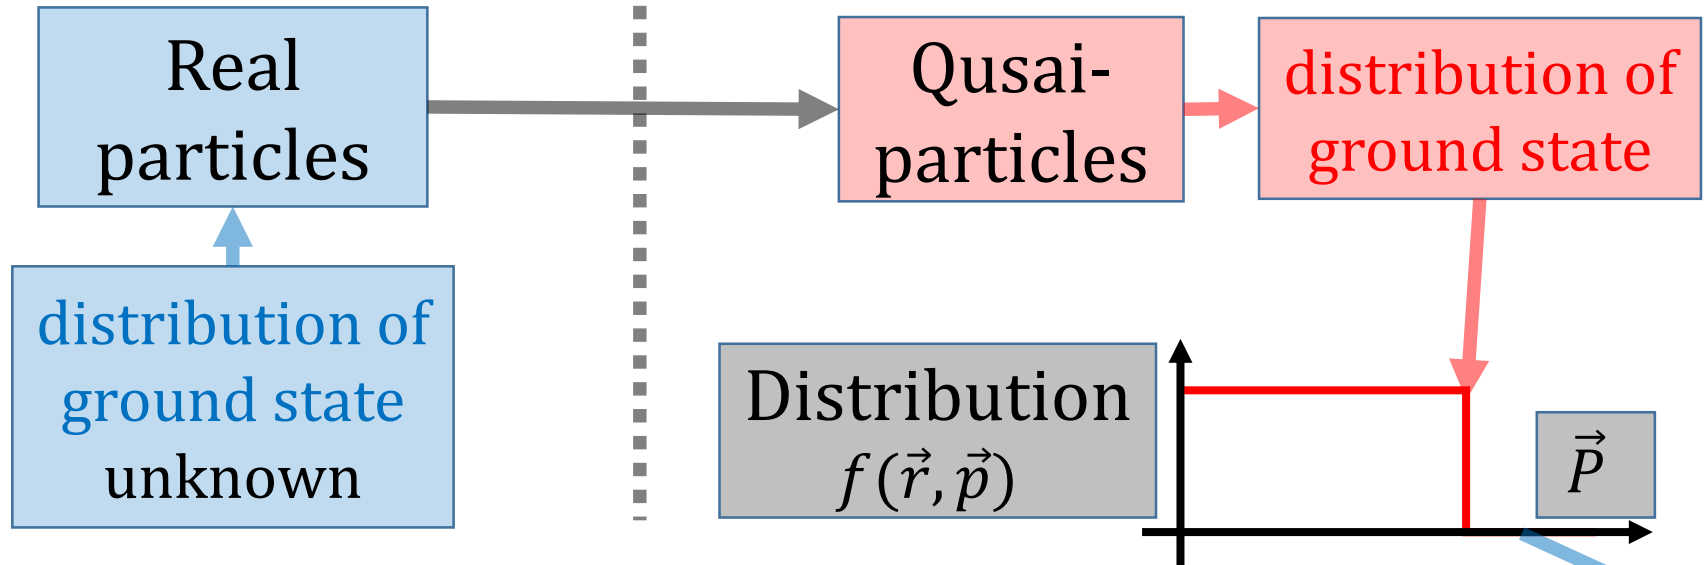 Real
particles
Qusai-
particles
distribution of
ground state
distribution of
ground state
unknown
Distribution
f(r⃗, p⃗)
P⃗